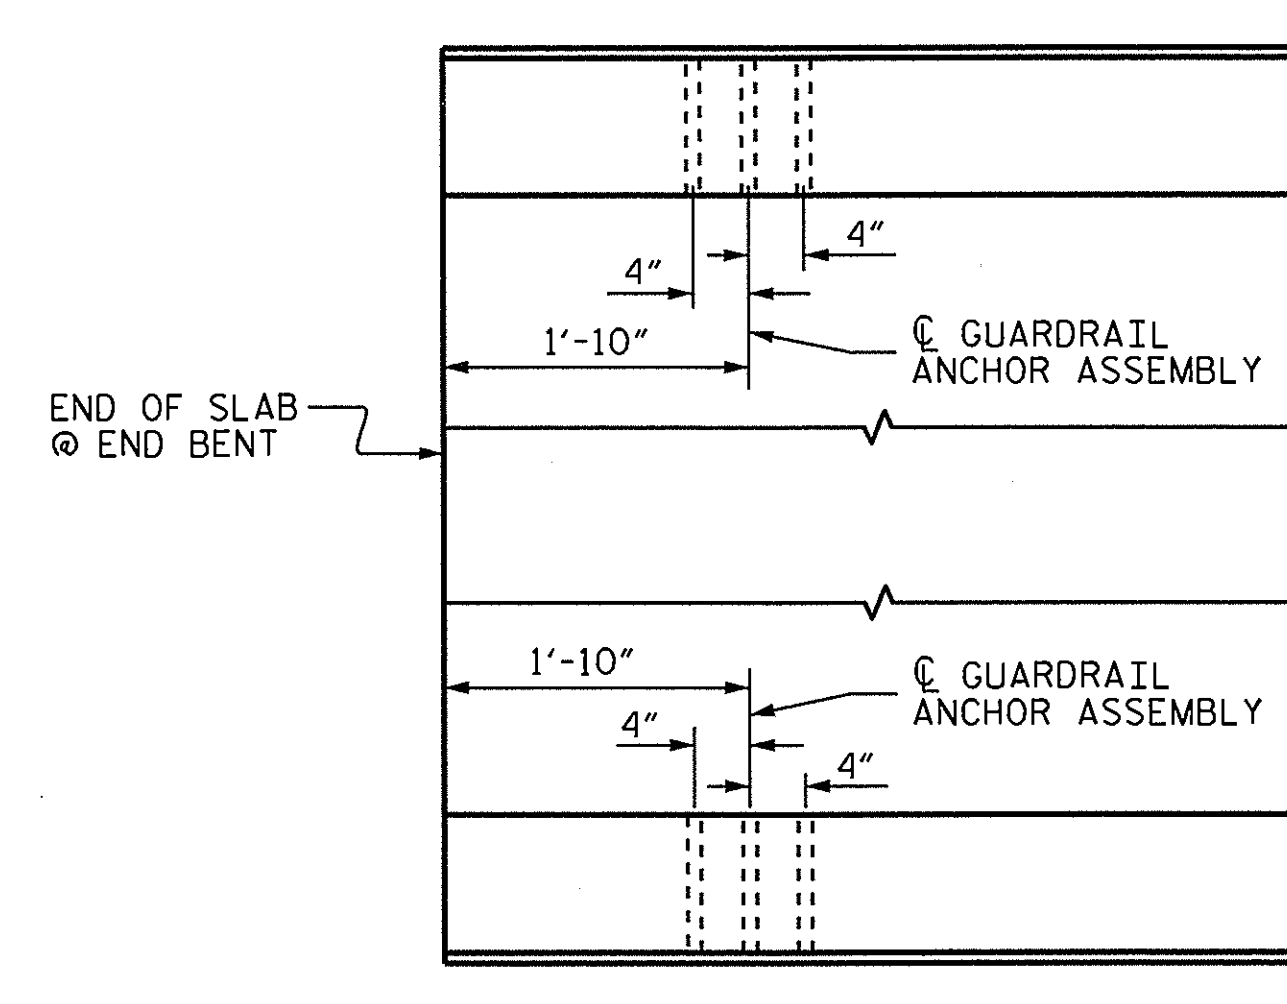 4″
4″
1′-10″
℄ GUARDRAIL
ANCHOR ASSEMBLY
END OF SLAB
@ END BENT
1′-10″
℄ GUARDRAIL
ANCHOR ASSEMBLY
4″
4″